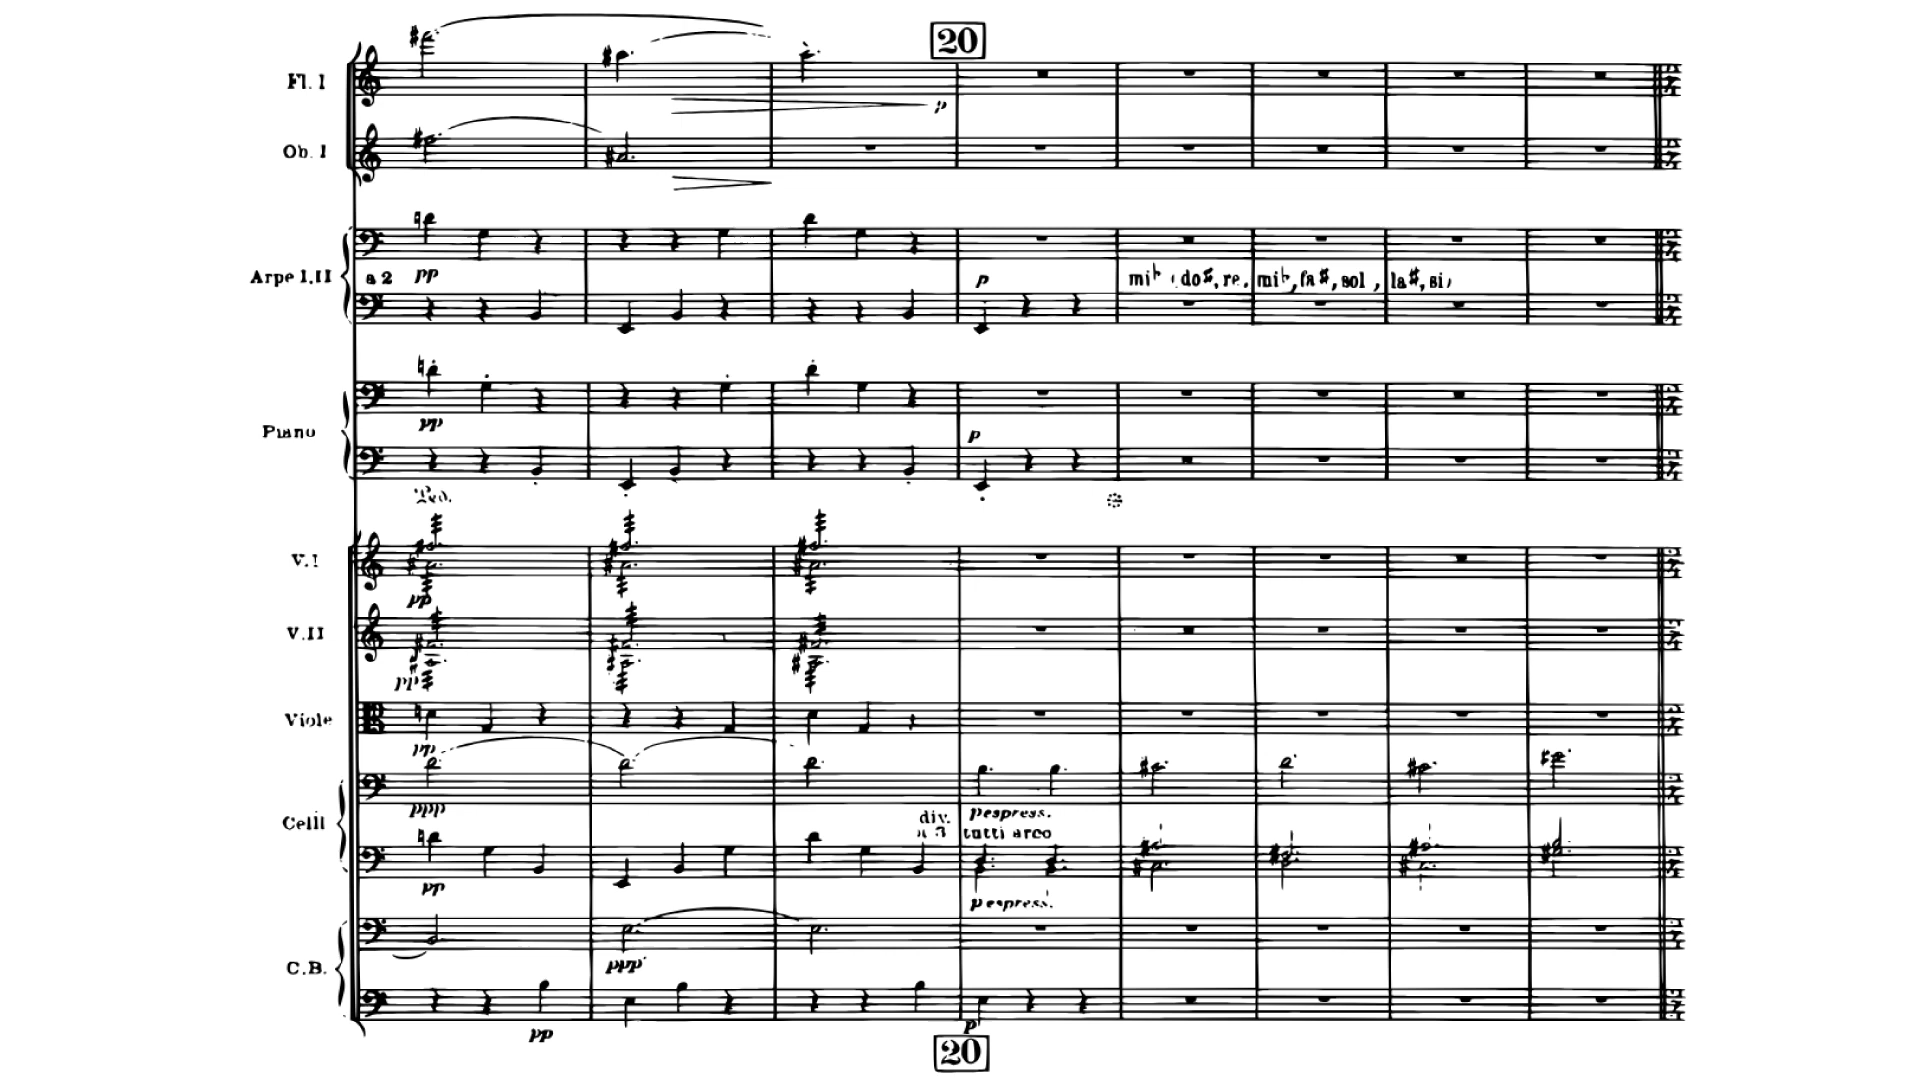 20
Fl. I
p
Ob. I
Arpe I.II
a 2
pp
p
mi♭, do♯, re, mi♭, fa♯, sol, la♯, si,
Piano
pp
p
Ped.
V.I
pp
V.II
pp
Viole
pp
Celli
ppp
div.
a 3
p espress.
tutti arco
pp
p espress.
C.B.
ppp
pp
p
20